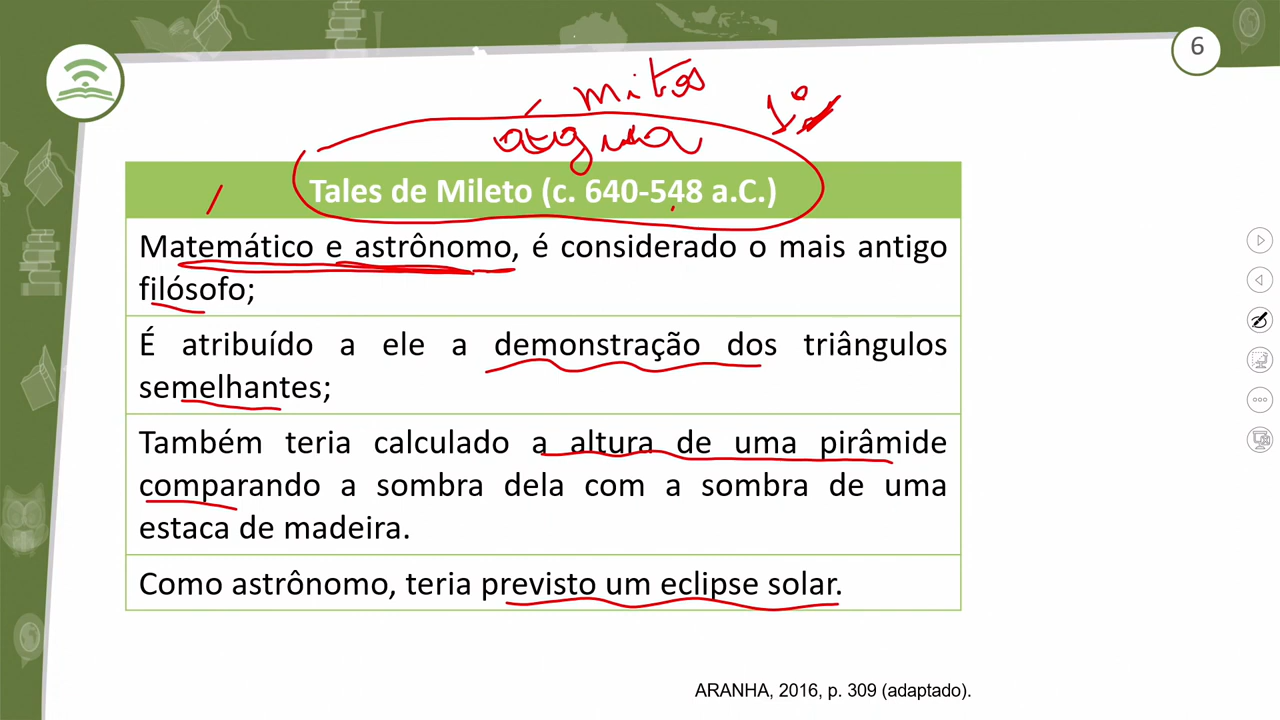 6
mitos
1º
Tales de Mileto (c. 640-548 a.C.)
Matemático e astrônomo, é considerado o mais antigo
filósofo;
É atribuído a ele a demonstração dos triângulos
semelhantes;
Também teria calculado a altura de uma pirâmide
comparando a sombra dela com a sombra de uma
estaca de madeira.
Como astrônomo, teria previsto um eclipse solar.
ARANHA, 2016, p. 309 (adaptado).